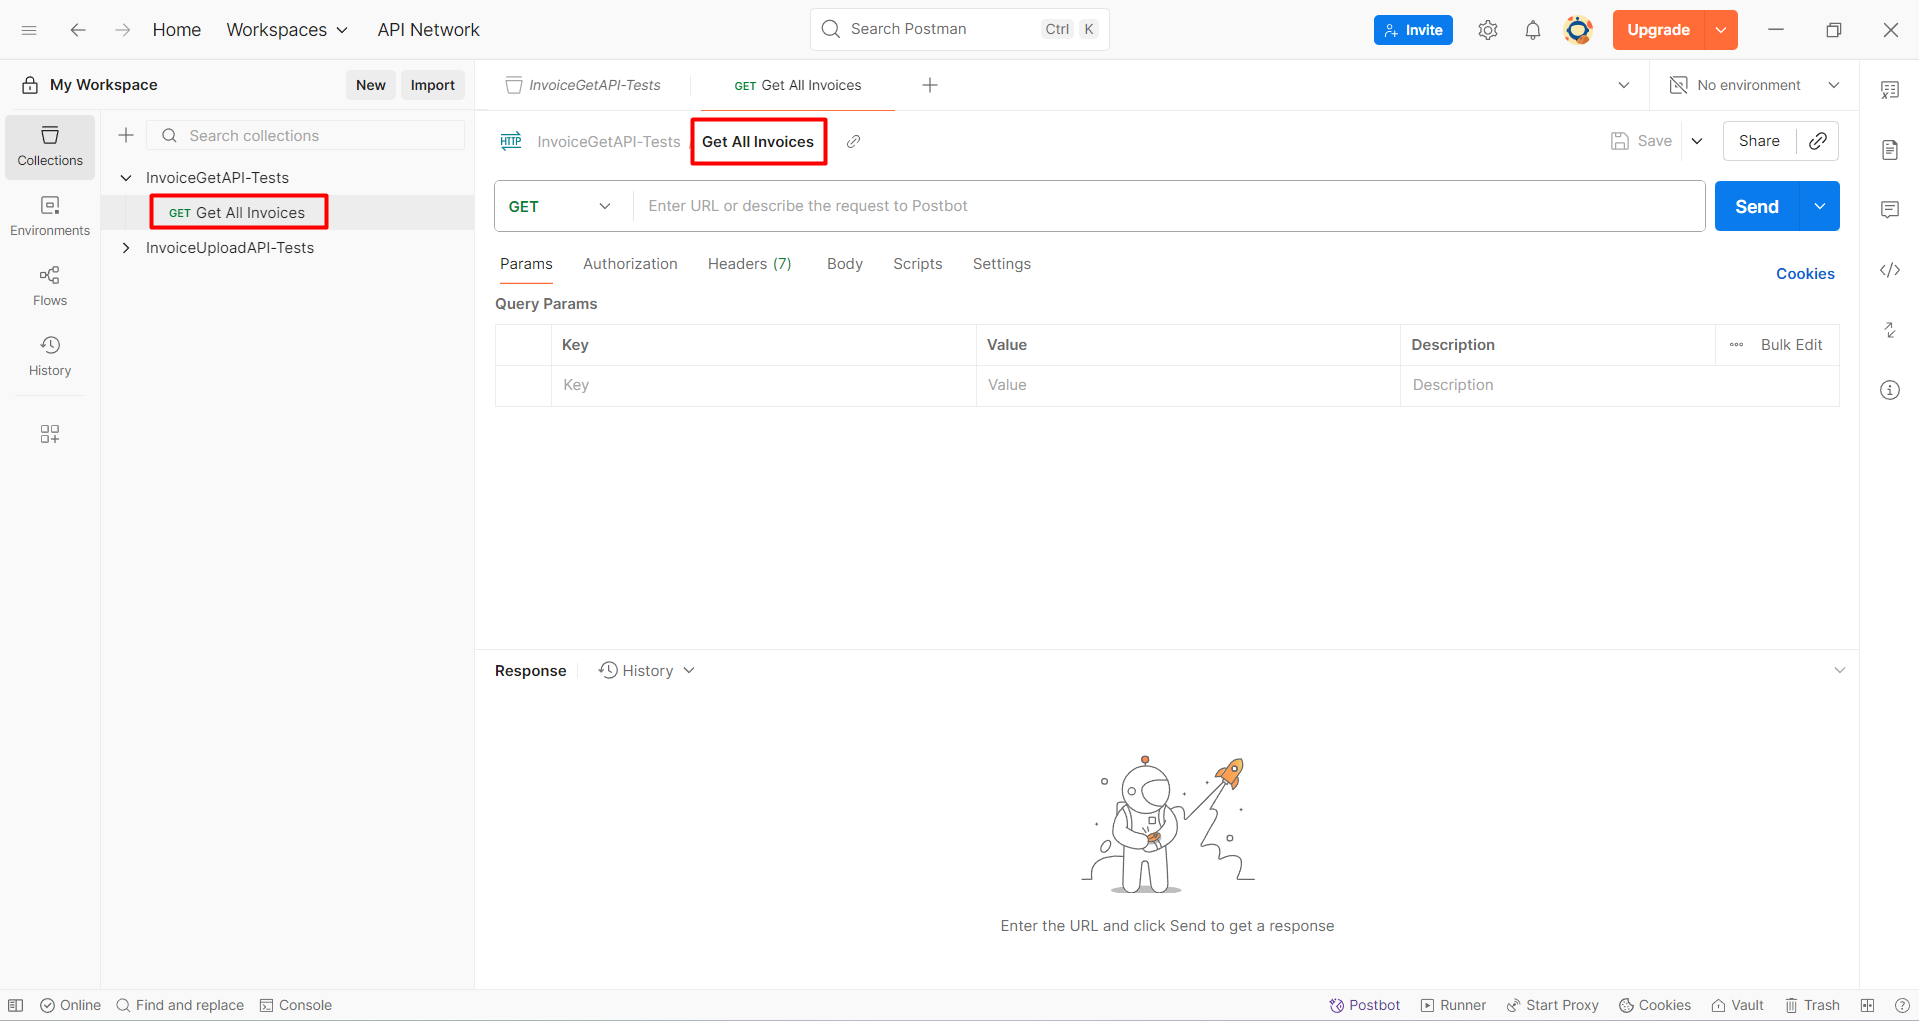 Home Workspaces API Network Search Postman Ctrl K Invite Upgrade
My Workspace New Import
InvoiceGetAPI-Tests GET Get All Invoices No environment
Collections
Search collections
HTTP InvoiceGetAPI-Tests Get All Invoices Save Share
InvoiceGetAPI-Tests
GET Get All Invoices
GET Enter URL or describe the request to Postbot Send
Environments
InvoiceUploadAPI-Tests
Params Authorization Headers (7) Body Scripts Settings Cookies
Flows
Query Params
Key Value Description Bulk Edit
History
Key Value Description
Response History
Enter the URL and click Send to get a response
Online Find and replace Console Postbot Runner Start Proxy Cookies Vault Trash